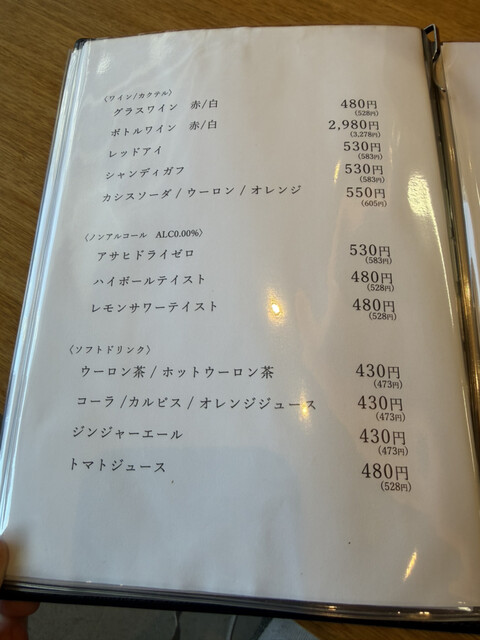 〈ワイン/カクテル〉
グラスワイン 赤/白 480円
(528円)
ボトルワイン 赤/白 2,980円
(3,278円)
レッドアイ 530円
(583円)
シャンディガフ 530円
(583円)
カシスソーダ / ウーロン / オレンジ 550円
(605円)
〈ノンアルコール ALC0.00%〉
アサヒドライゼロ 530円
(583円)
ハイボールテイスト 480円
(528円)
レモンサワーテイスト 480円
(528円)
〈ソフトドリンク〉
ウーロン茶 / ホットウーロン茶 430円
(473円)
コーラ /カルピス / オレンジジュース 430円
(473円)
ジンジャーエール 430円
(473円)
トマトジュース 480円
(528円)